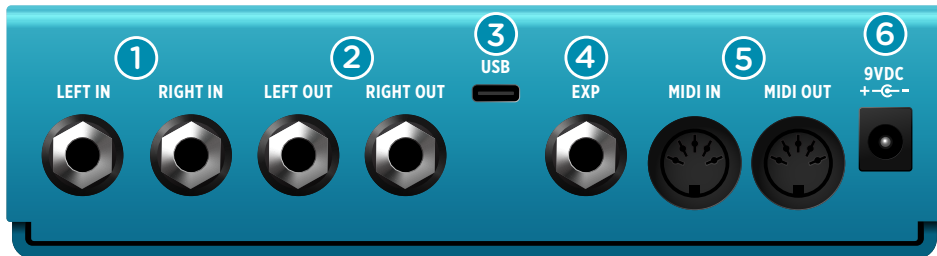 1
2
3
4
5
6
USB
9VDC
+ -
LEFT IN
RIGHT IN
LEFT OUT
RIGHT OUT
EXP
MIDI IN
MIDI OUT